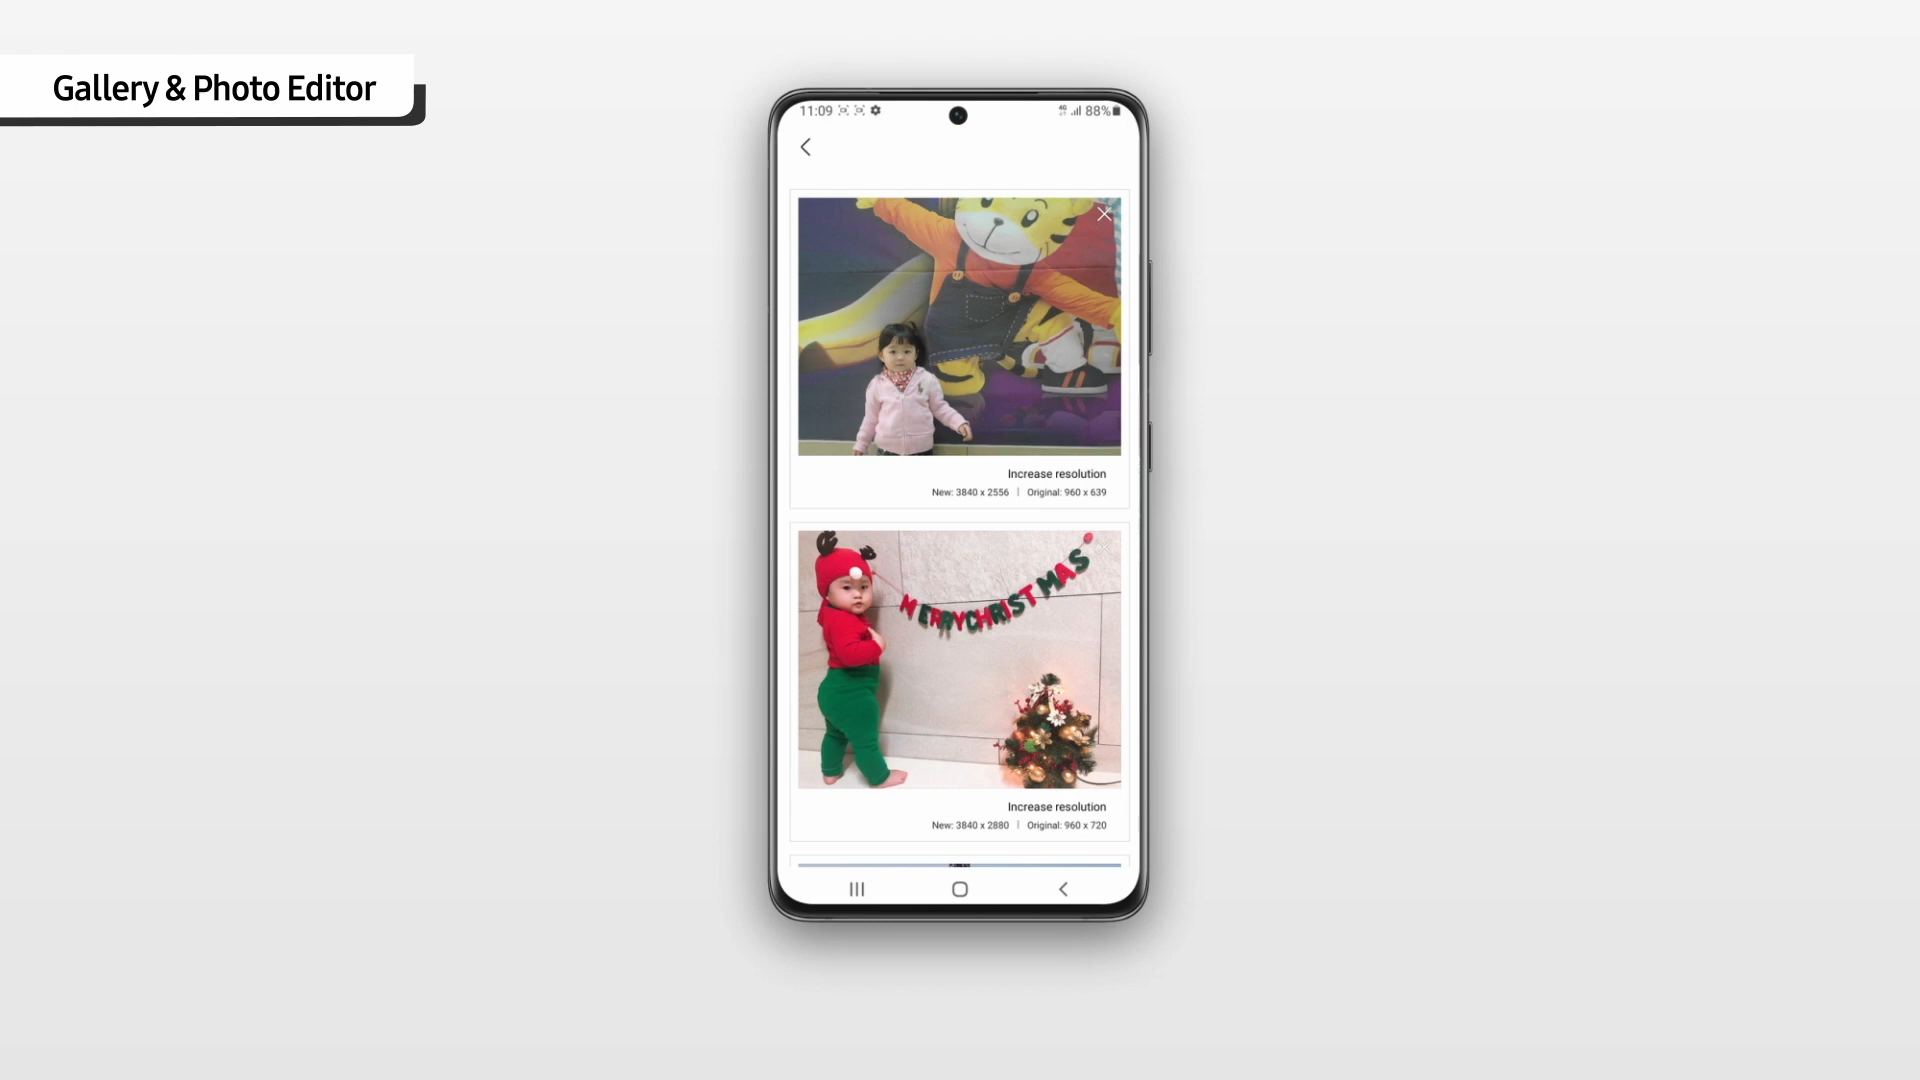 Gallery & Photo Editor
11:09
4G
88%
MERRYCHRISTMAS
Increase resolution
New: 3840 x 2556 | Original: 960 x 639
Increase resolution
New: 3840 x 2880 | Original: 960 x 720